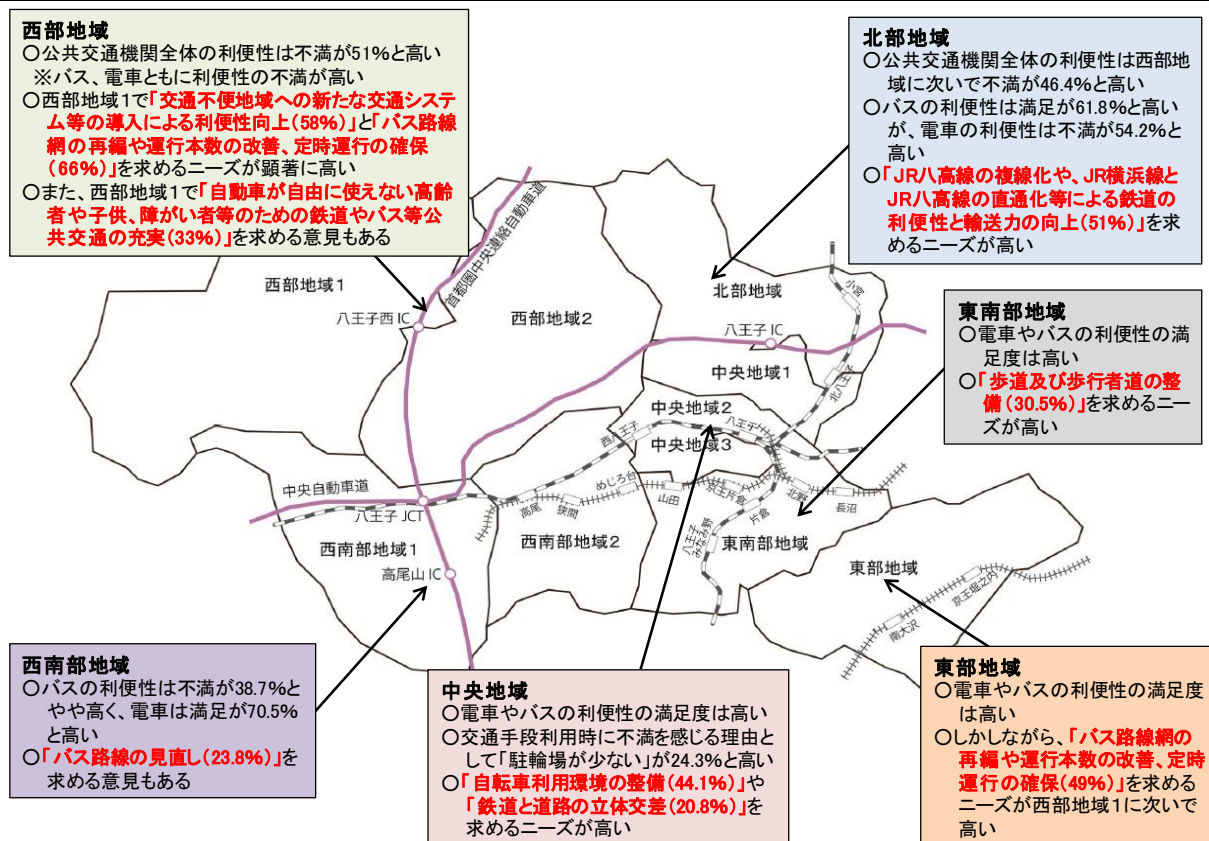 西部地域
○公共交通機関全体の利便性は不満が51%と高い
※バス、電車ともに利便性の不満が高い
○西部地域1で「交通不便地域への新たな交通システ
ム等の導入による利便性向上(58%)」と「バス路線
網の再編や運行本数の改善、定時運行の確保
(66%)」を求めるニーズが顕著に高い
○また、西部地域1で「自動車が自由に使えない高齢
者や子供、障がい者等のための鉄道やバス等公
共交通の充実(33%)」を求める意見もある
北部地域
○公共交通機関全体の利便性は西部地
域に次いで不満が46.4%と高い
○バスの利便性は満足が61.8%と高い
が、電車の利便性は不満が54.2%と
高い
○「JR八高線の複線化や、JR横浜線と
JR八高線の直通化等による鉄道の
利便性と輸送力の向上(51%)」を求
めるニーズが高い
東南部地域
○電車やバスの利便性の満
足度は高い
○「歩道及び歩行者道の整
備(30.5%)」を求めるニー
ズが高い
首都圏中央連絡自動車道
西部地域1
八王子西 IC
西部地域2
北部地域
小宮
八王子 IC
中央地域1
北八王子
中央地域2
八王子
西八王子
中央地域3
中央自動車道
八王子 JCT
高尾
狭間
めじろ台
山田
京王片倉
北野
長沼
片倉
八王子
みなみ野
西南部地域1
西南部地域2
東南部地域
高尾山 IC
東部地域
京王堀之内
南大沢
西南部地域
○バスの利便性は不満が38.7%と
やや高く、電車は満足が70.5%
と高い
○「バス路線の見直し(23.8%)」を
求める意見もある
中央地域
○電車やバスの利便性の満足度は高い
○交通手段利用時に不満を感じる理由と
して「駐輪場が少ない」が24.3%と高い
○「自転車利用環境の整備(44.1%)」や
「鉄道と道路の立体交差(20.8%)」を
求めるニーズが高い
東部地域
○電車やバスの利便性の満足度
は高い
○しかしながら、「バス路線網の
再編や運行本数の改善、定時
運行の確保(49%)」を求める
ニーズが西部地域1に次いで
高い